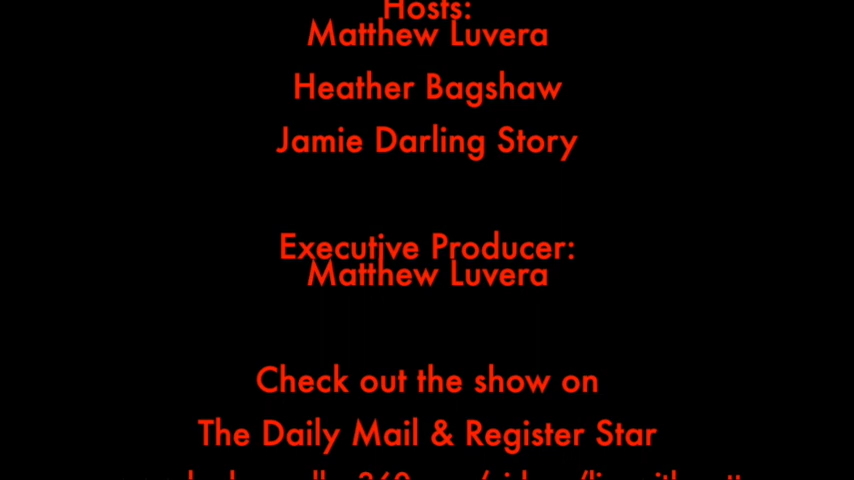 Hosts:
Matthew Luvera
Heather Bagshaw
Jamie Darling Story
Executive Producer:
Matthew Luvera
Check out the show on
The Daily Mail & Register Star